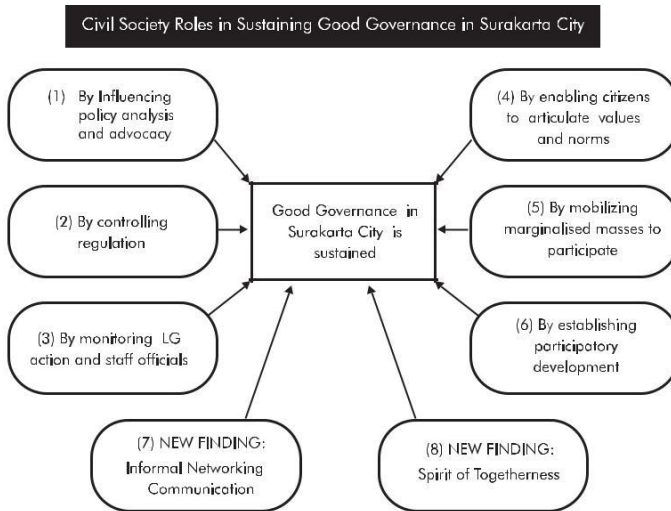 Civil Society Roles in Sustaining Good Governance in Surakarta City
(1) By Influencing
policy analysis
and advocacy
(2) By controlling
regulation
(3) By monitoring LG
action and staff officials
(4) By enabling citizens
to articulate values
and norms
(5) By mobilizing
marginalised masses to
participate
(6) By establishing
participatory
development
Good Governance in
Surakarta City is
sustained
(7) NEW FINDING:
Informal Networking
Communication
(8) NEW FINDING:
Spirit of Togetherness